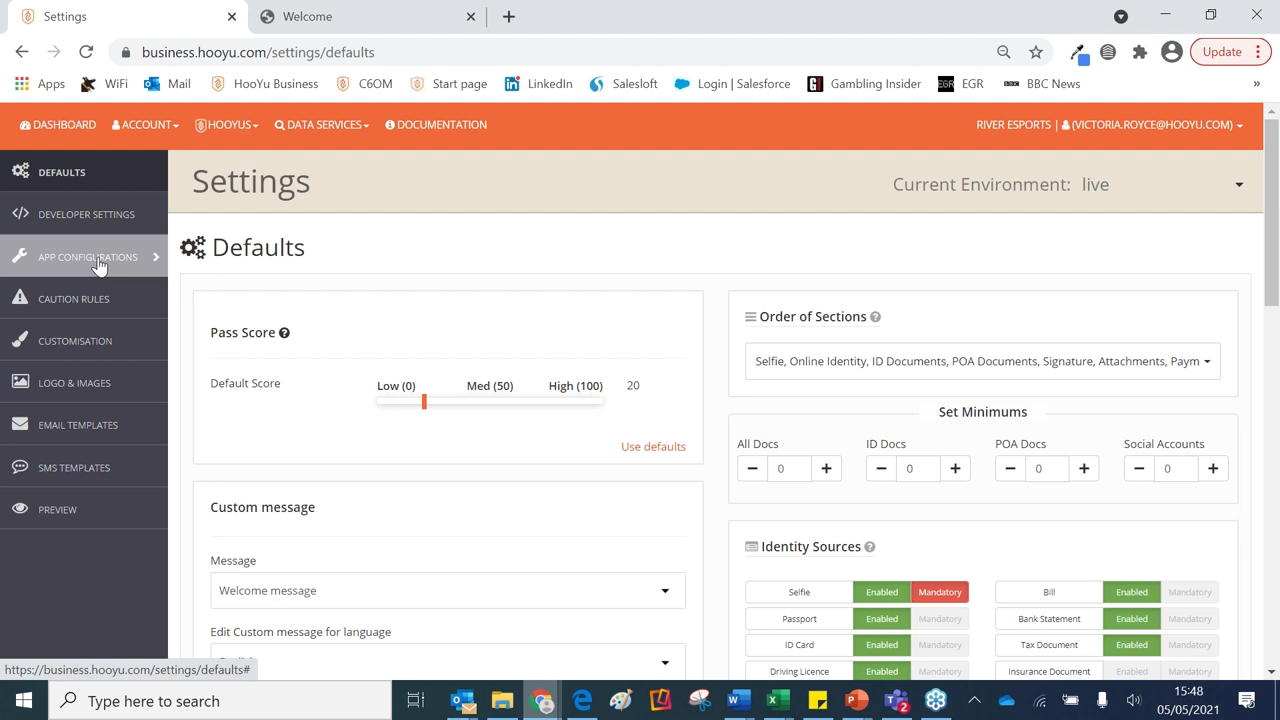 Settings
Welcome
business.hooyu.com/settings/defaults
Update
Apps
WiFi
Mail
HooYu Business
C6OM
Start page
LinkedIn
Salesloft
Login | Salesforce
Gambling Insider
EGR
EGR
BBC
BBC News
»
DASHBOARD
ACCOUNT
HOOYUS
DATA SERVICES
DOCUMENTATION
RIVER ESPORTS | (VICTORIA.ROYCE@HOOYU.COM)
DEFAULTS
DEVELOPER SETTINGS
APP CONFIGURATIONS
CAUTION RULES
CUSTOMISATION
LOGO & IMAGES
EMAIL TEMPLATES
SMS TEMPLATES
PREVIEW
Settings
Current Environment: live
Defaults
Pass Score
Default Score
Low (0) Med (50) High (100) 20
Use defaults
Custom message
Message
Welcome message
Edit Custom message for language
Order of Sections
Selfie, Online Identity, ID Documents, POA Documents, Signature, Attachments, Paym
Set Minimums
All Docs ID Docs POA Docs Social Accounts
0 0 0 0
Identity Sources
Selfie Enabled Mandatory Bill Enabled Mandatory
Passport Enabled Mandatory Bank Statement Enabled Mandatory
ID Card Enabled Mandatory Tax Document Enabled Mandatory
Driving Licence Enabled Mandatory Insurance Document Enabled Mandatory
https://business.hooyu.com/settings/defaults#
Type here to search
15:48
05/05/2021